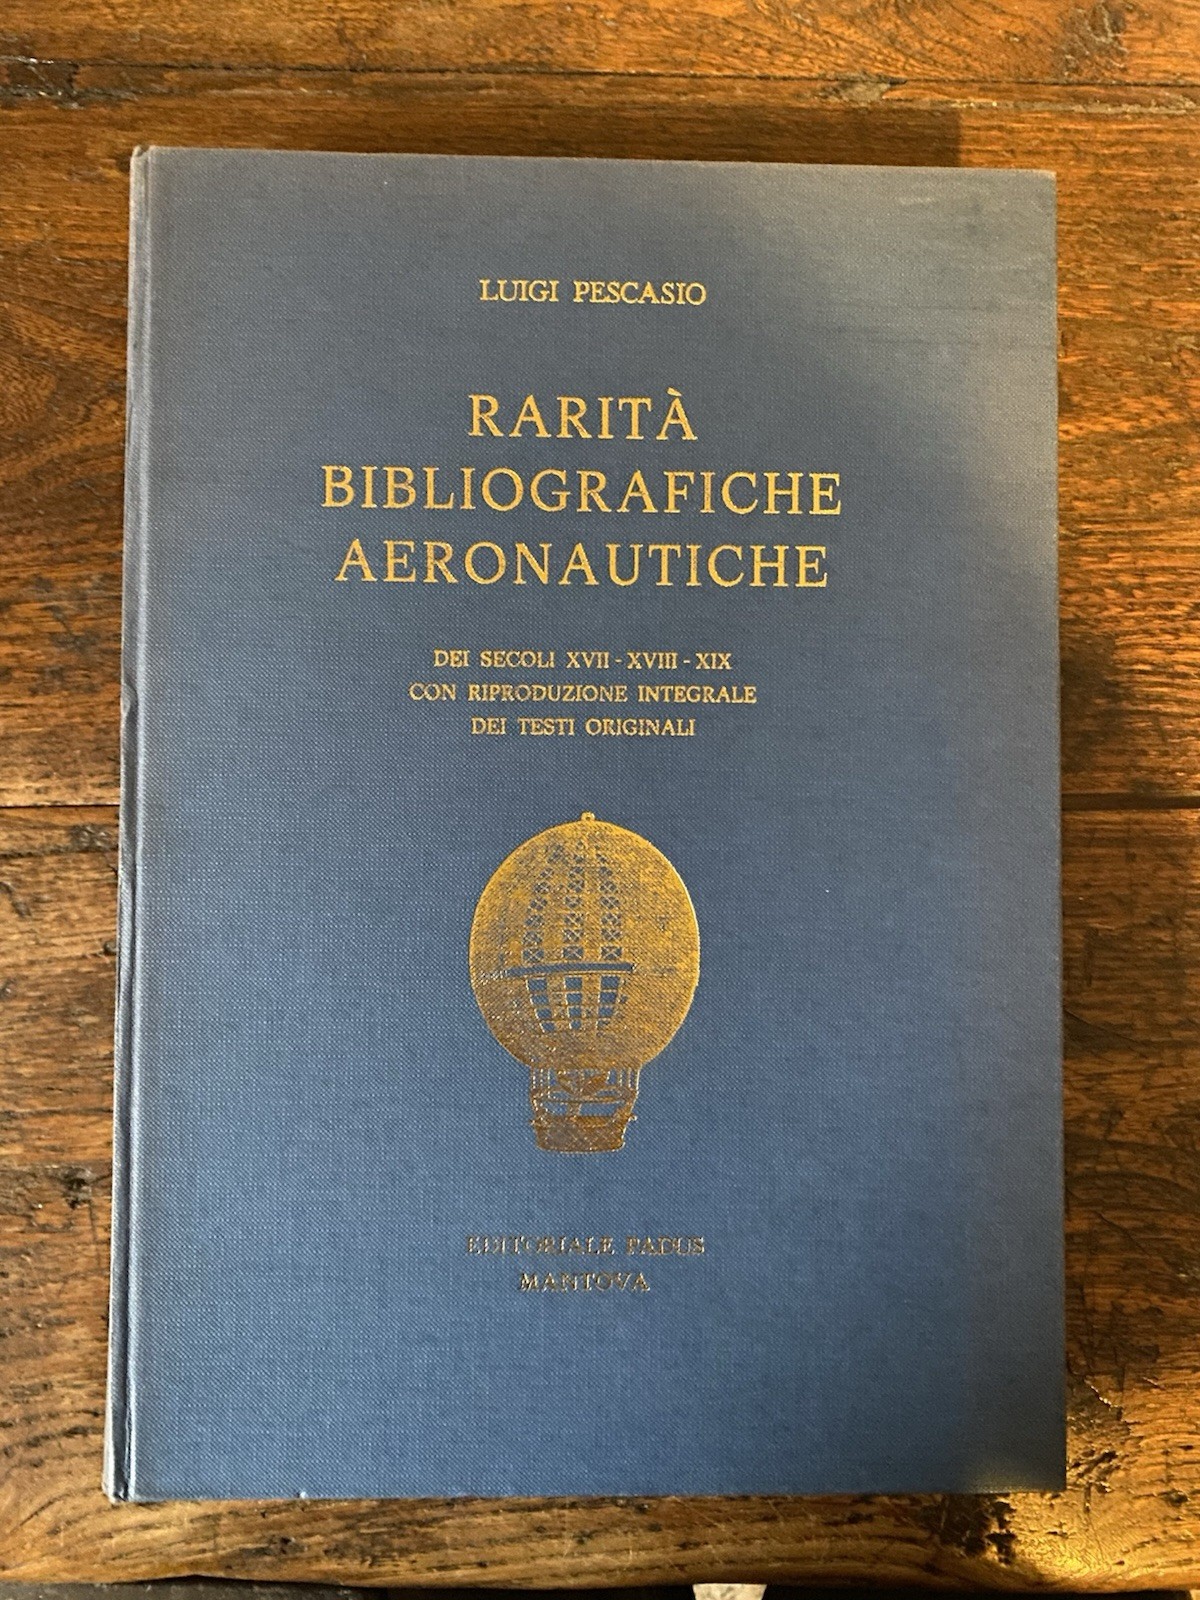 LUIGI PESCASIO
RARITÀ
BIBLIOGRAFICHE
AERONAUTICHE
DEI SECOLI XVII - XVIII - XIX
CON RIPRODUZIONE INTEGRALE
DEI TESTI ORIGINALI
EDITORIALE PADUS
MANTOVA